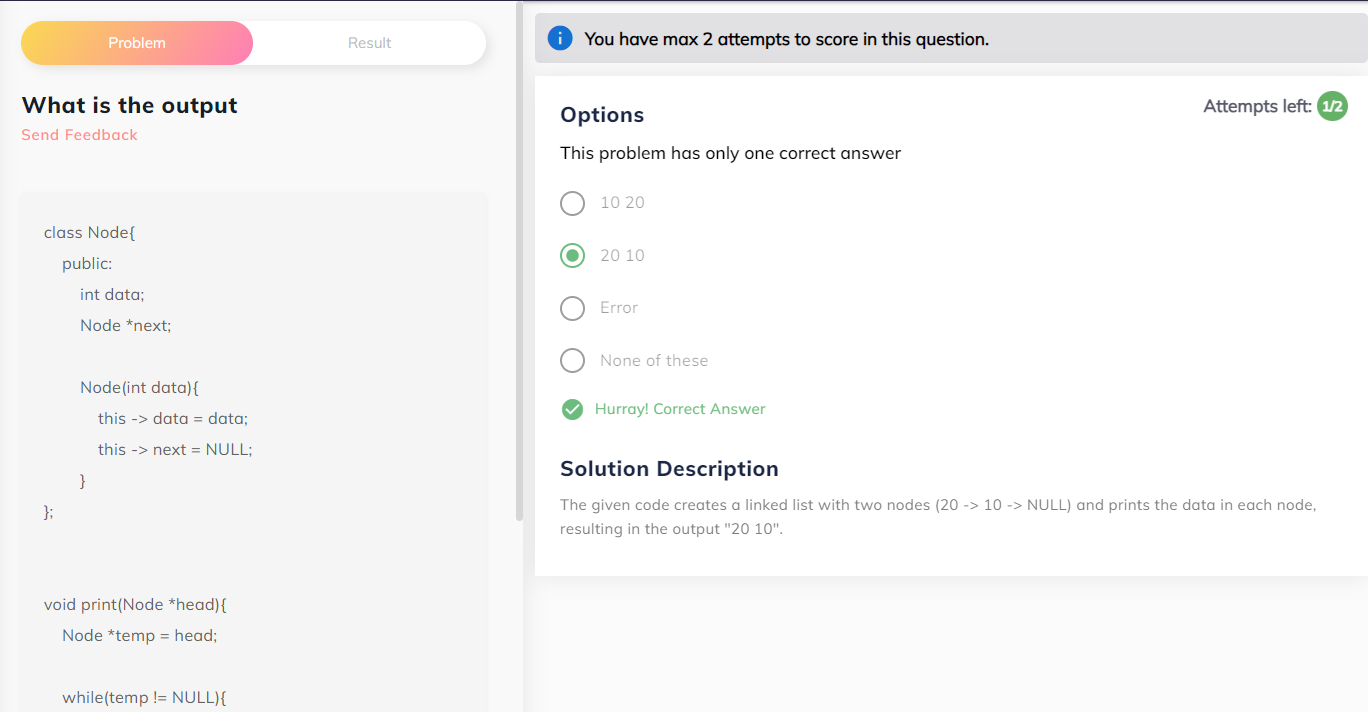 Problem
Result
What is the output
Send Feedback
class Node{
public:
int data;
Node *next;
Node(int data){
this -> data = data;
this -> next = NULL;
}
};
void print(Node *head){
Node *temp = head;
while(temp != NULL){
i
You have max 2 attempts to score in this question.
Options
Attempts left: 1/2
This problem has only one correct answer
10 20
20 10
Error
None of these
Hurray! Correct Answer
Solution Description
The given code creates a linked list with two nodes (20 -> 10 -> NULL) and prints the data in each node,
resulting in the output "20 10".